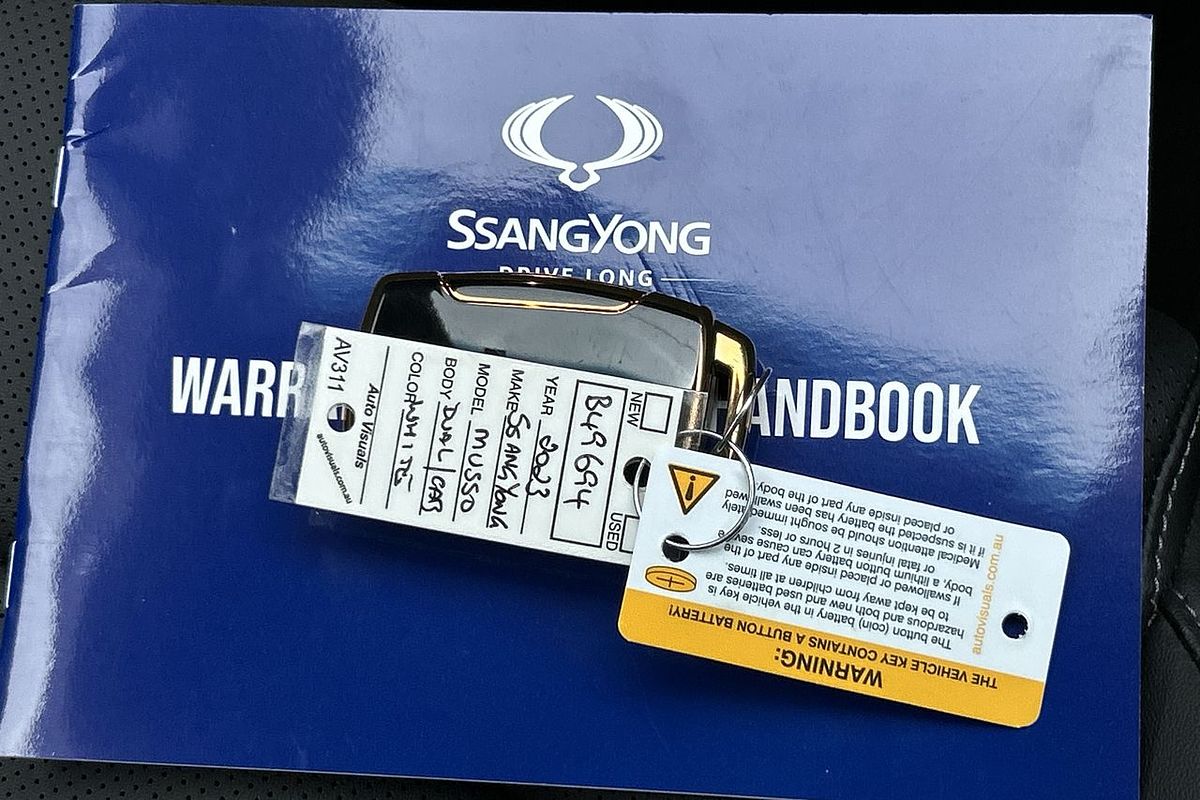 SSANGYONG
DRIVE LONG
WARR
ANDBOOK
NEW
USED
B49694
YEAR 2023
MAKE SSANGYONG
MODEL MUSSO
BODY DUAL/CAB
COLOR WHITE
Auto Visuals
autovisuals.com.au
AV311
WARNING:
THE VEHICLE KEY CONTAINS A BUTTON BATTERY!
The button (coin) battery in the vehicle key is
hazardous and both new and used batteries are
to be kept away from children at all times.
If swallowed or placed inside any part of the
body, a lithium button battery can cause severe
or fatal injuries in 2 hours or less.
Medical attention should be sought immediately
if it is suspected the battery has been swallowed
or placed inside any part of the body.
autovisuals.com.au